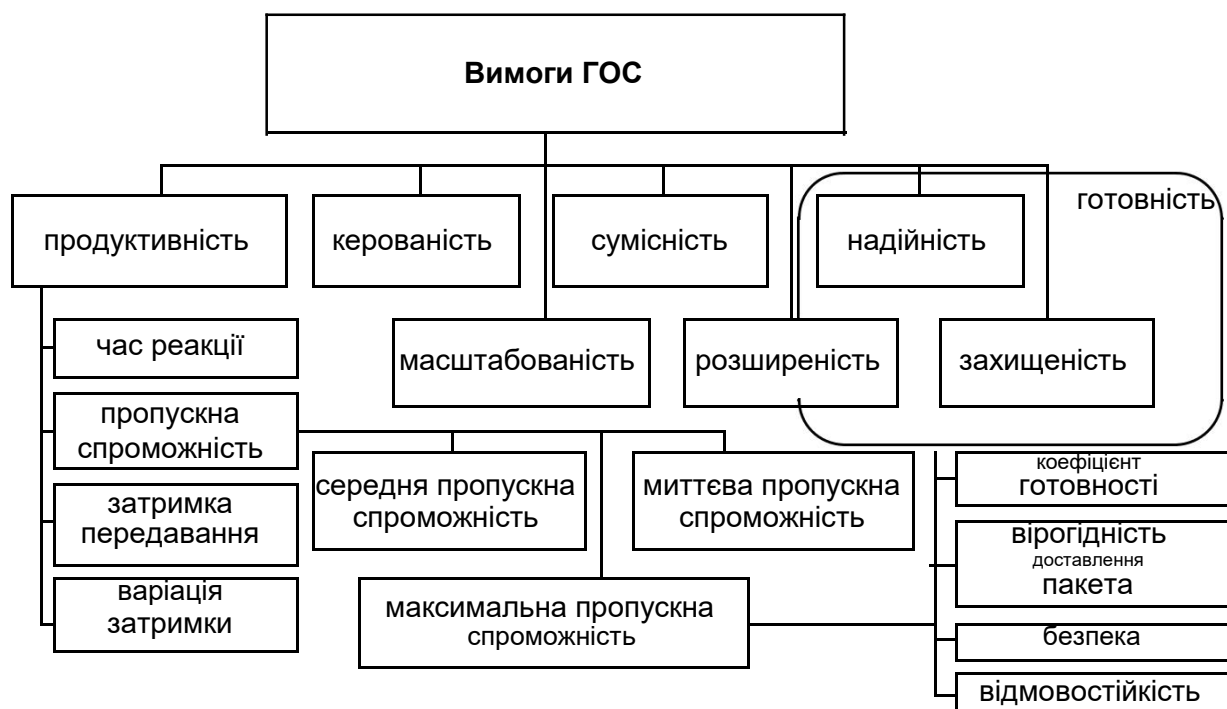 Вимоги ГОС
готовність
продуктивність
керованість
сумісність
надійність
час реакції
масштабованість
розширеність
захищеність
пропускна
спроможність
середня пропускна
спроможність
миттєва пропускна
спроможність
коефіцієнт
готовності
затримка
передавання
вірогідність
доставлення
пакета
варіація
затримки
максимальна пропускна
спроможність
безпека
відмовостійкість